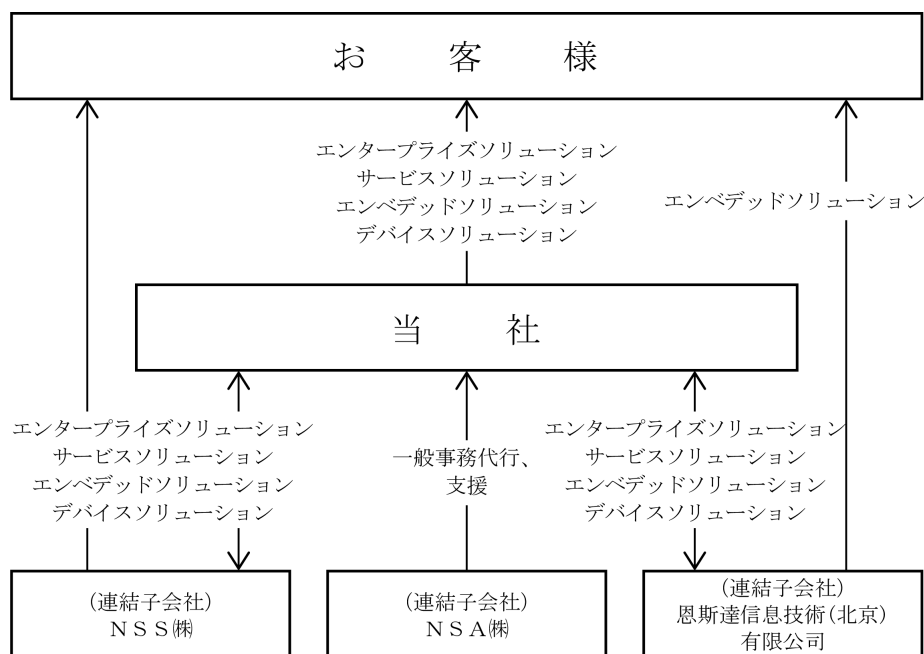 お客様
エンタープライズソリューション
サービスソリューション
エンベデッドソリューション
デバイスソリューション
エンベデッドソリューション
当社
エンタープライズソリューション
サービスソリューション
エンベデッドソリューション
デバイスソリューション
一般事務代行、
支援
エンタープライズソリューション
サービスソリューション
エンベデッドソリューション
デバイスソリューション
(連結子会社)
ＮＳＳ㈱
(連結子会社)
ＮＳＡ㈱
(連結子会社)
恩斯達信息技術(北京)
有限公司